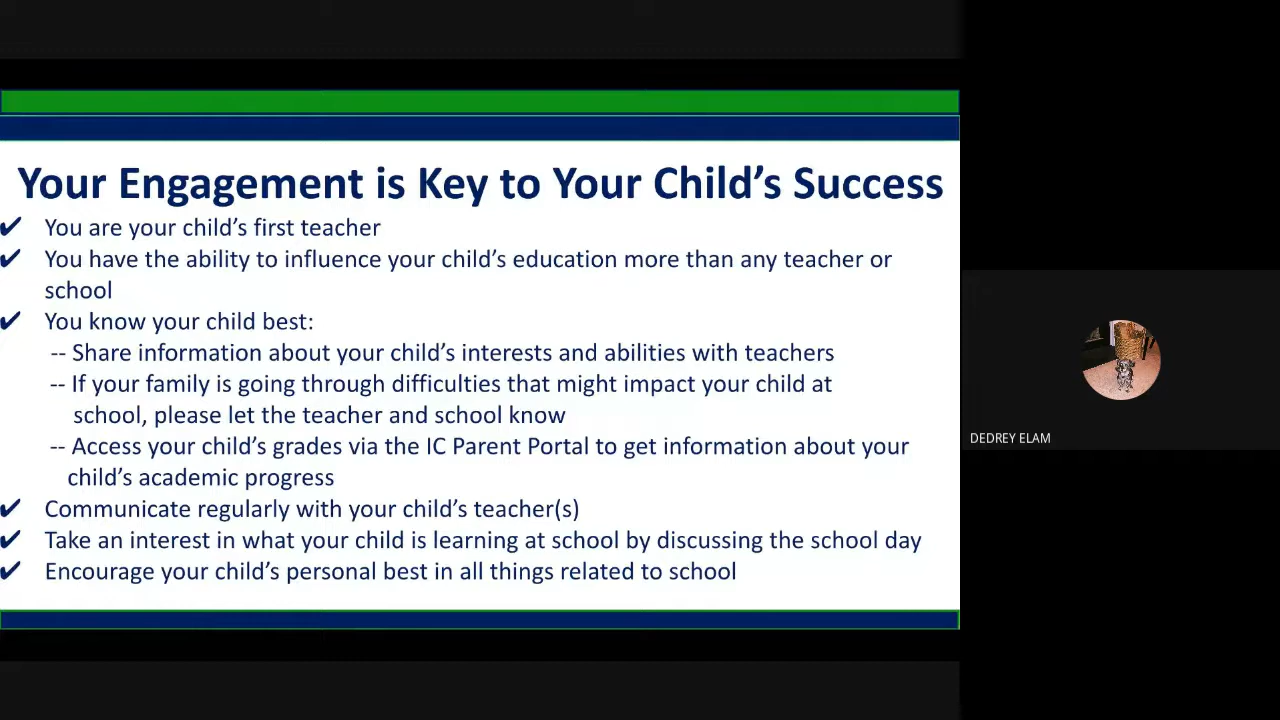 Your Engagement is Key to Your Child’s Success
✔ You are your child’s first teacher
✔ You have the ability to influence your child’s education more than any teacher or
school
✔ You know your child best:
-- Share information about your child’s interests and abilities with teachers
-- If your family is going through difficulties that might impact your child at
school, please let the teacher and school know
-- Access your child’s grades via the IC Parent Portal to get information about your
child’s academic progress
✔ Communicate regularly with your child’s teacher(s)
✔ Take an interest in what your child is learning at school by discussing the school day
✔ Encourage your child’s personal best in all things related to school
DEDREY ELAM